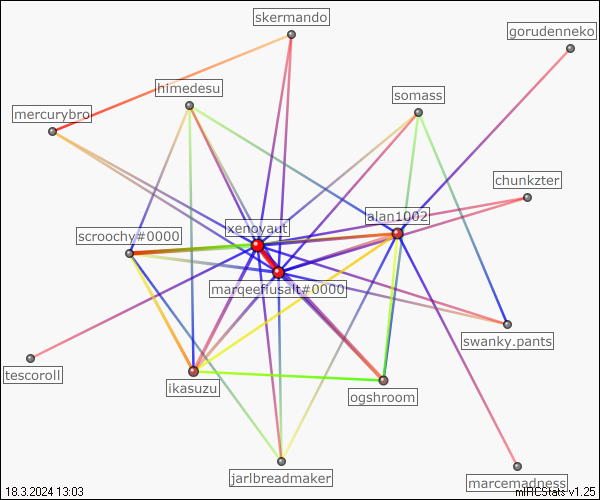 skermando
gorudenneko
himedesu
somass
mercurybro
chunkzter
alan1002
xenoyaut
scroochy#0000
marqeefiusalt#0000
swanky.pants
tescoroll
ikasuzu
ogshroom
jarlbreadmaker
marcemadness
18.3.2024 13:03
mIRCStats v1.25